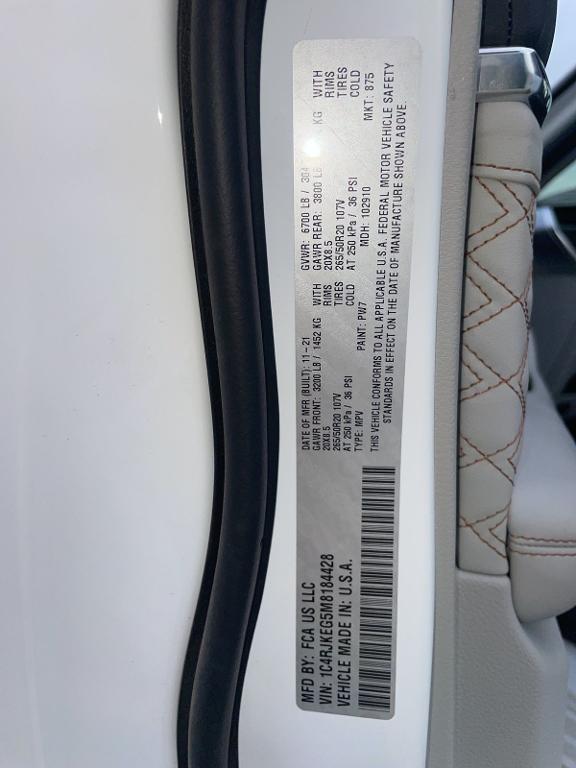 MFD BY: FCA US LLC
VIN: 1C4RJKEG5M8184428
VEHICLE MADE IN: U.S.A.
DATE OF MFR (BUILT): 11-21
GAWR FRONT: 3200 LB / 1452 KG WITH
20X8.5 RIMS
265/50R20 107V TIRES
AT 250 kPa / 36 PSI COLD
TYPE: MPV PAINT: PW7
GVWR: 6700 LB /
GAWR REAR: 3800 LB KG WITH
20X8.5 RIMS
265/50R20 107V TIRES
AT 250 kPa / 36 PSI COLD
MDH: 102910 MKT: 875
THIS VEHICLE CONFORMS TO ALL APPLICABLE U.S.A. FEDERAL MOTOR VEHICLE SAFETY
STANDARDS IN EFFECT ON THE DATE OF MANUFACTURE SHOWN ABOVE.